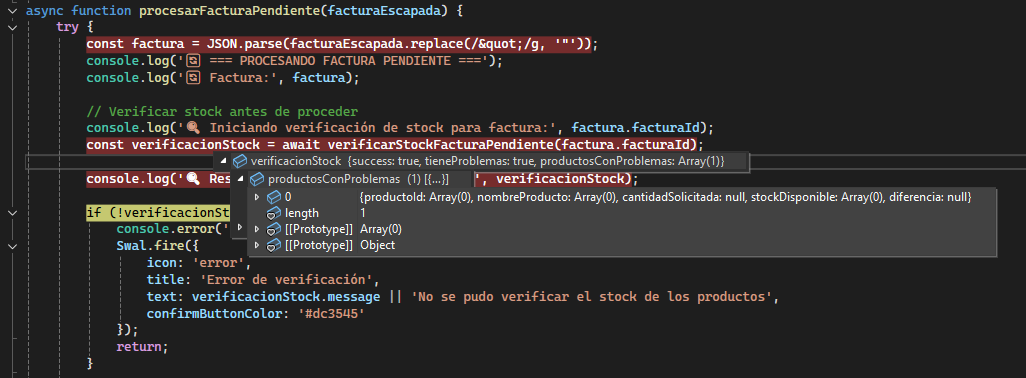 async function procesarFacturaPendiente(facturaEscapada) {
try {
const factura = JSON.parse(facturaEscapada.replace(/&quot;/g, '"'));
console.log('🔄 === PROCESANDO FACTURA PENDIENTE ===');
console.log('🔄 Factura:', factura);
// Verificar stock antes de proceder
console.log('🔍 Iniciando verificación de stock para factura:', factura.facturaId);
const verificacionStock = await verificarStockFacturaPendiente(factura.facturaId);
verificacionStock {success: true, tieneProblemas: true, productosConProblemas: Array(1)}
console.log('🔍 Res ', verificacionStock);
productosConProblemas (1) [{...}]
0 {productoId: Array(0), nombreProducto: Array(0), cantidadSolicitada: null, stockDisponible: Array(0), diferencia: null}
length 1
if (!verificacionSt
[[Prototype]] Array(0)
console.error('
[[Prototype]] Object
Swal.fire({
icon: 'error',
title: 'Error de verificación',
text: verificacionStock.message || 'No se pudo verificar el stock de los productos',
confirmButtonColor: '#dc3545'
});
return;
}